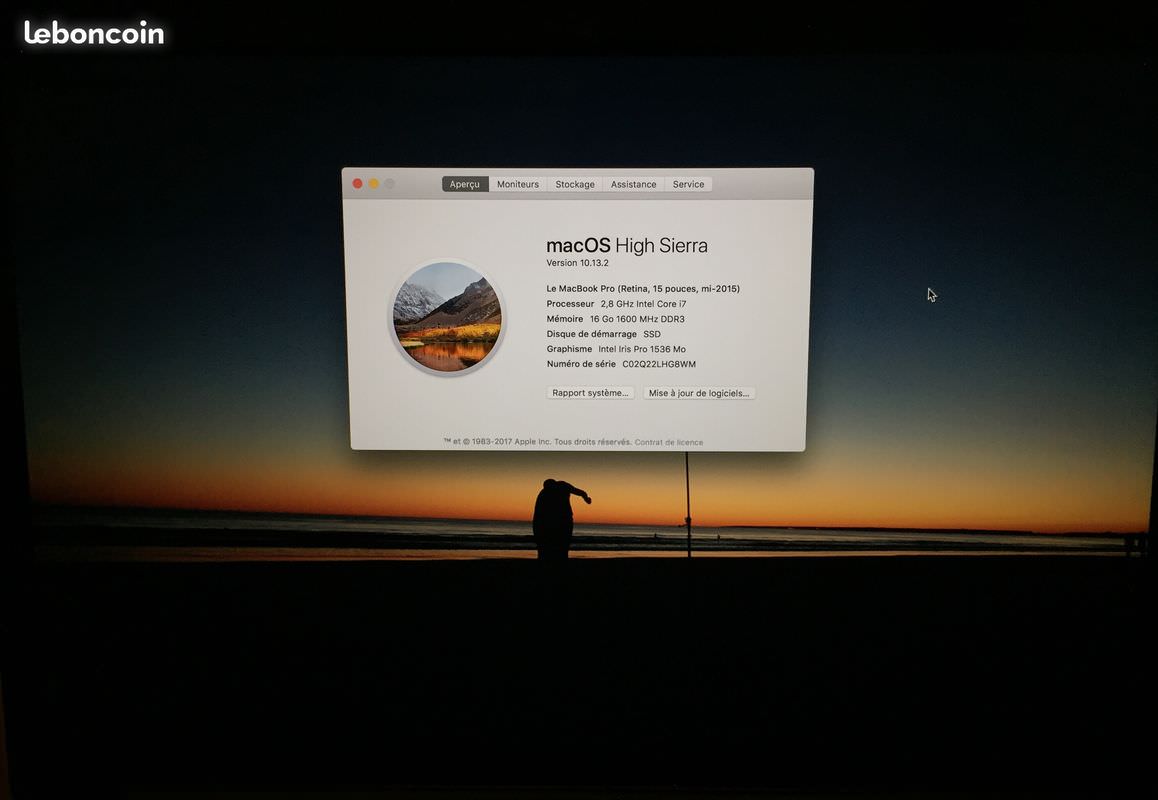 leboncoin
Aperçu Moniteurs Stockage Assistance Service
macOS High Sierra
Version 10.13.2
Le MacBook Pro (Retina, 15 pouces, mi-2015)
Processeur 2,8 GHz Intel Core i7
Mémoire 16 Go 1600 MHz DDR3
Disque de démarrage SSD
Graphisme Intel Iris Pro 1536 Mo
Numéro de série C02Q22LHG8WM
Rapport système... Mise à jour de logiciels...
™ et © 1983-2017 Apple Inc. Tous droits réservés. Contrat de licence